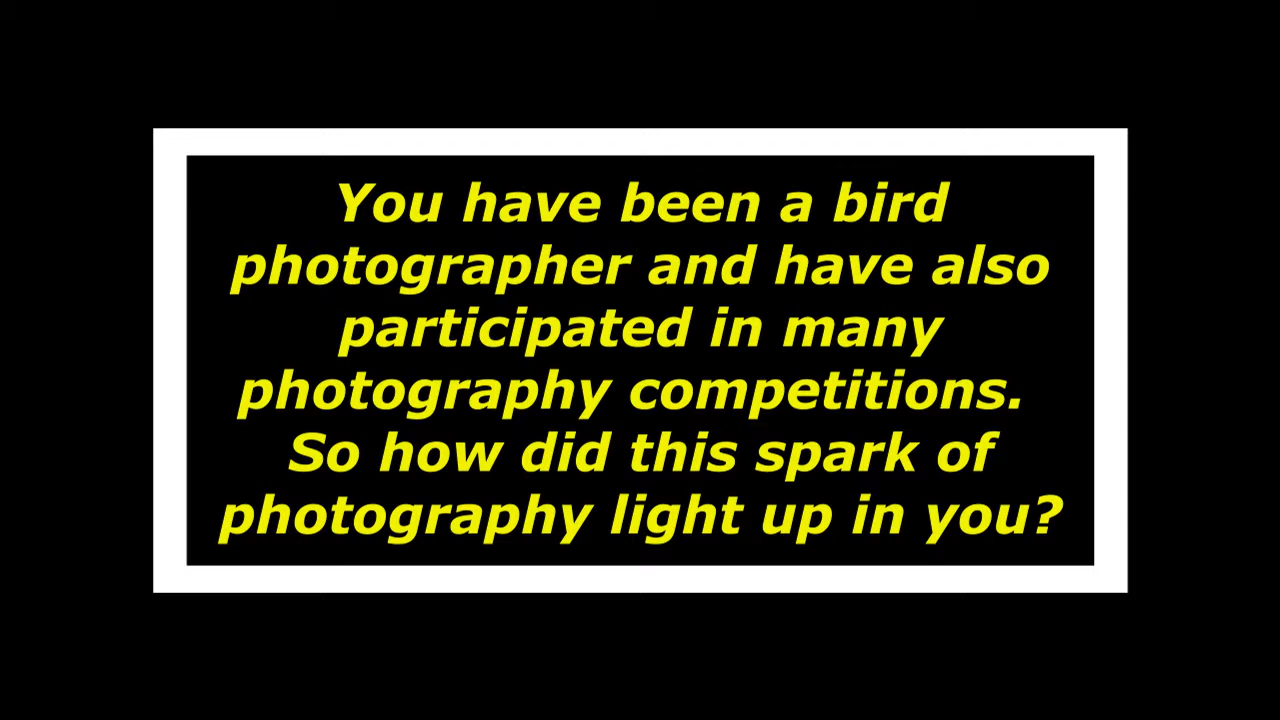 You have been a bird
photographer and have also
participated in many
photography competitions.
So how did this spark of
photography light up in you?